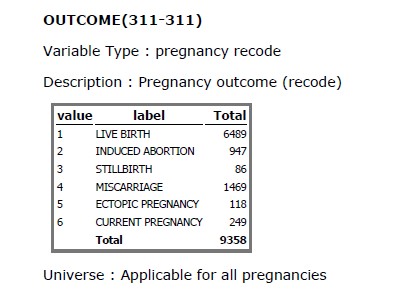 OUTCOME(311-311)
Variable Type : pregnancy recode
Description : Pregnancy outcome (recode)
value label Total
1 LIVE BIRTH 6489
2 INDUCED ABORTION 947
3 STILLBIRTH 86
4 MISCARRIAGE 1469
5 ECTOPIC PREGNANCY 118
6 CURRENT PREGNANCY 249
Total 9358
Universe : Applicable for all pregnancies